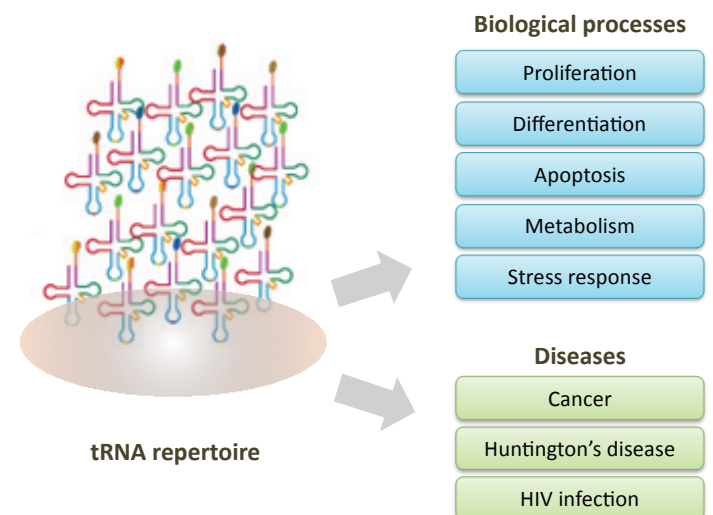 Biological processes
Proliferation
Differentiation
Apoptosis
Metabolism
Stress response
Diseases
Cancer
Huntington’s disease
HIV infection
tRNA repertoire